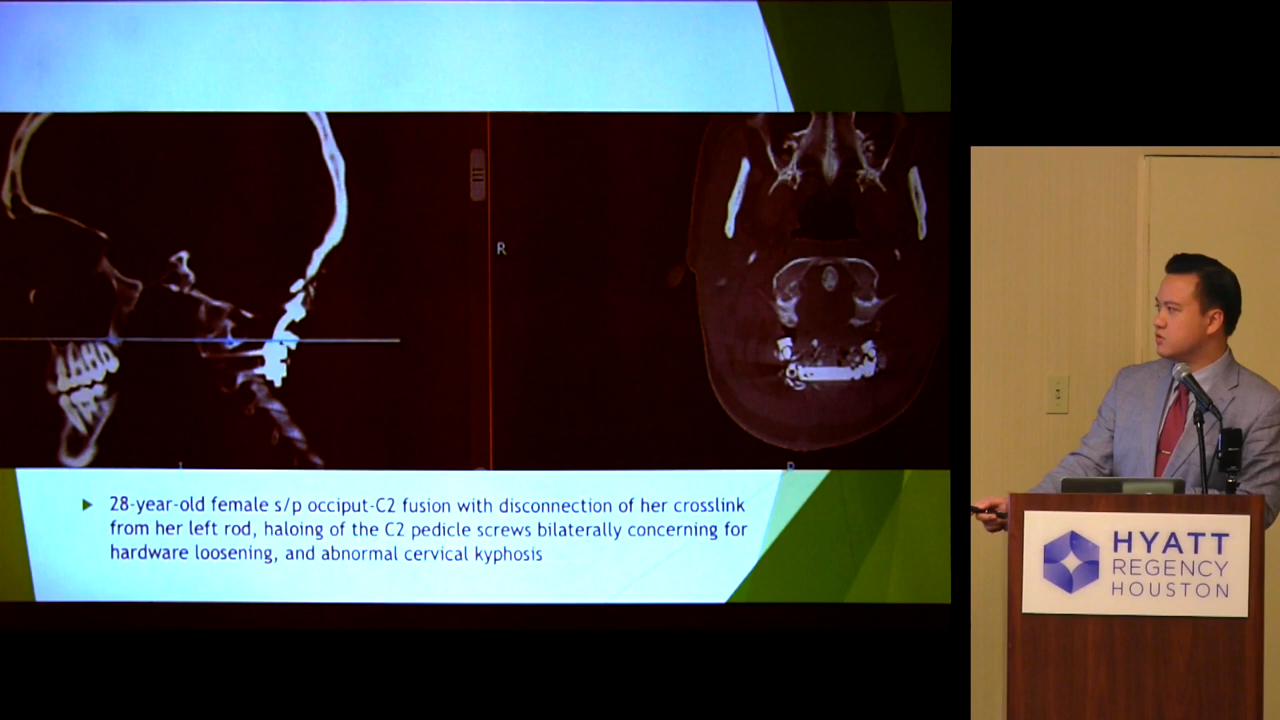 R
R
28-year-old female s/p occiput-C2 fusion with disconnection of her crosslink
from her left rod, haloing of the C2 pedicle screws bilaterally concerning for
hardware loosening, and abnormal cervical kyphosis
HYATT
REGENCY
HOUSTON